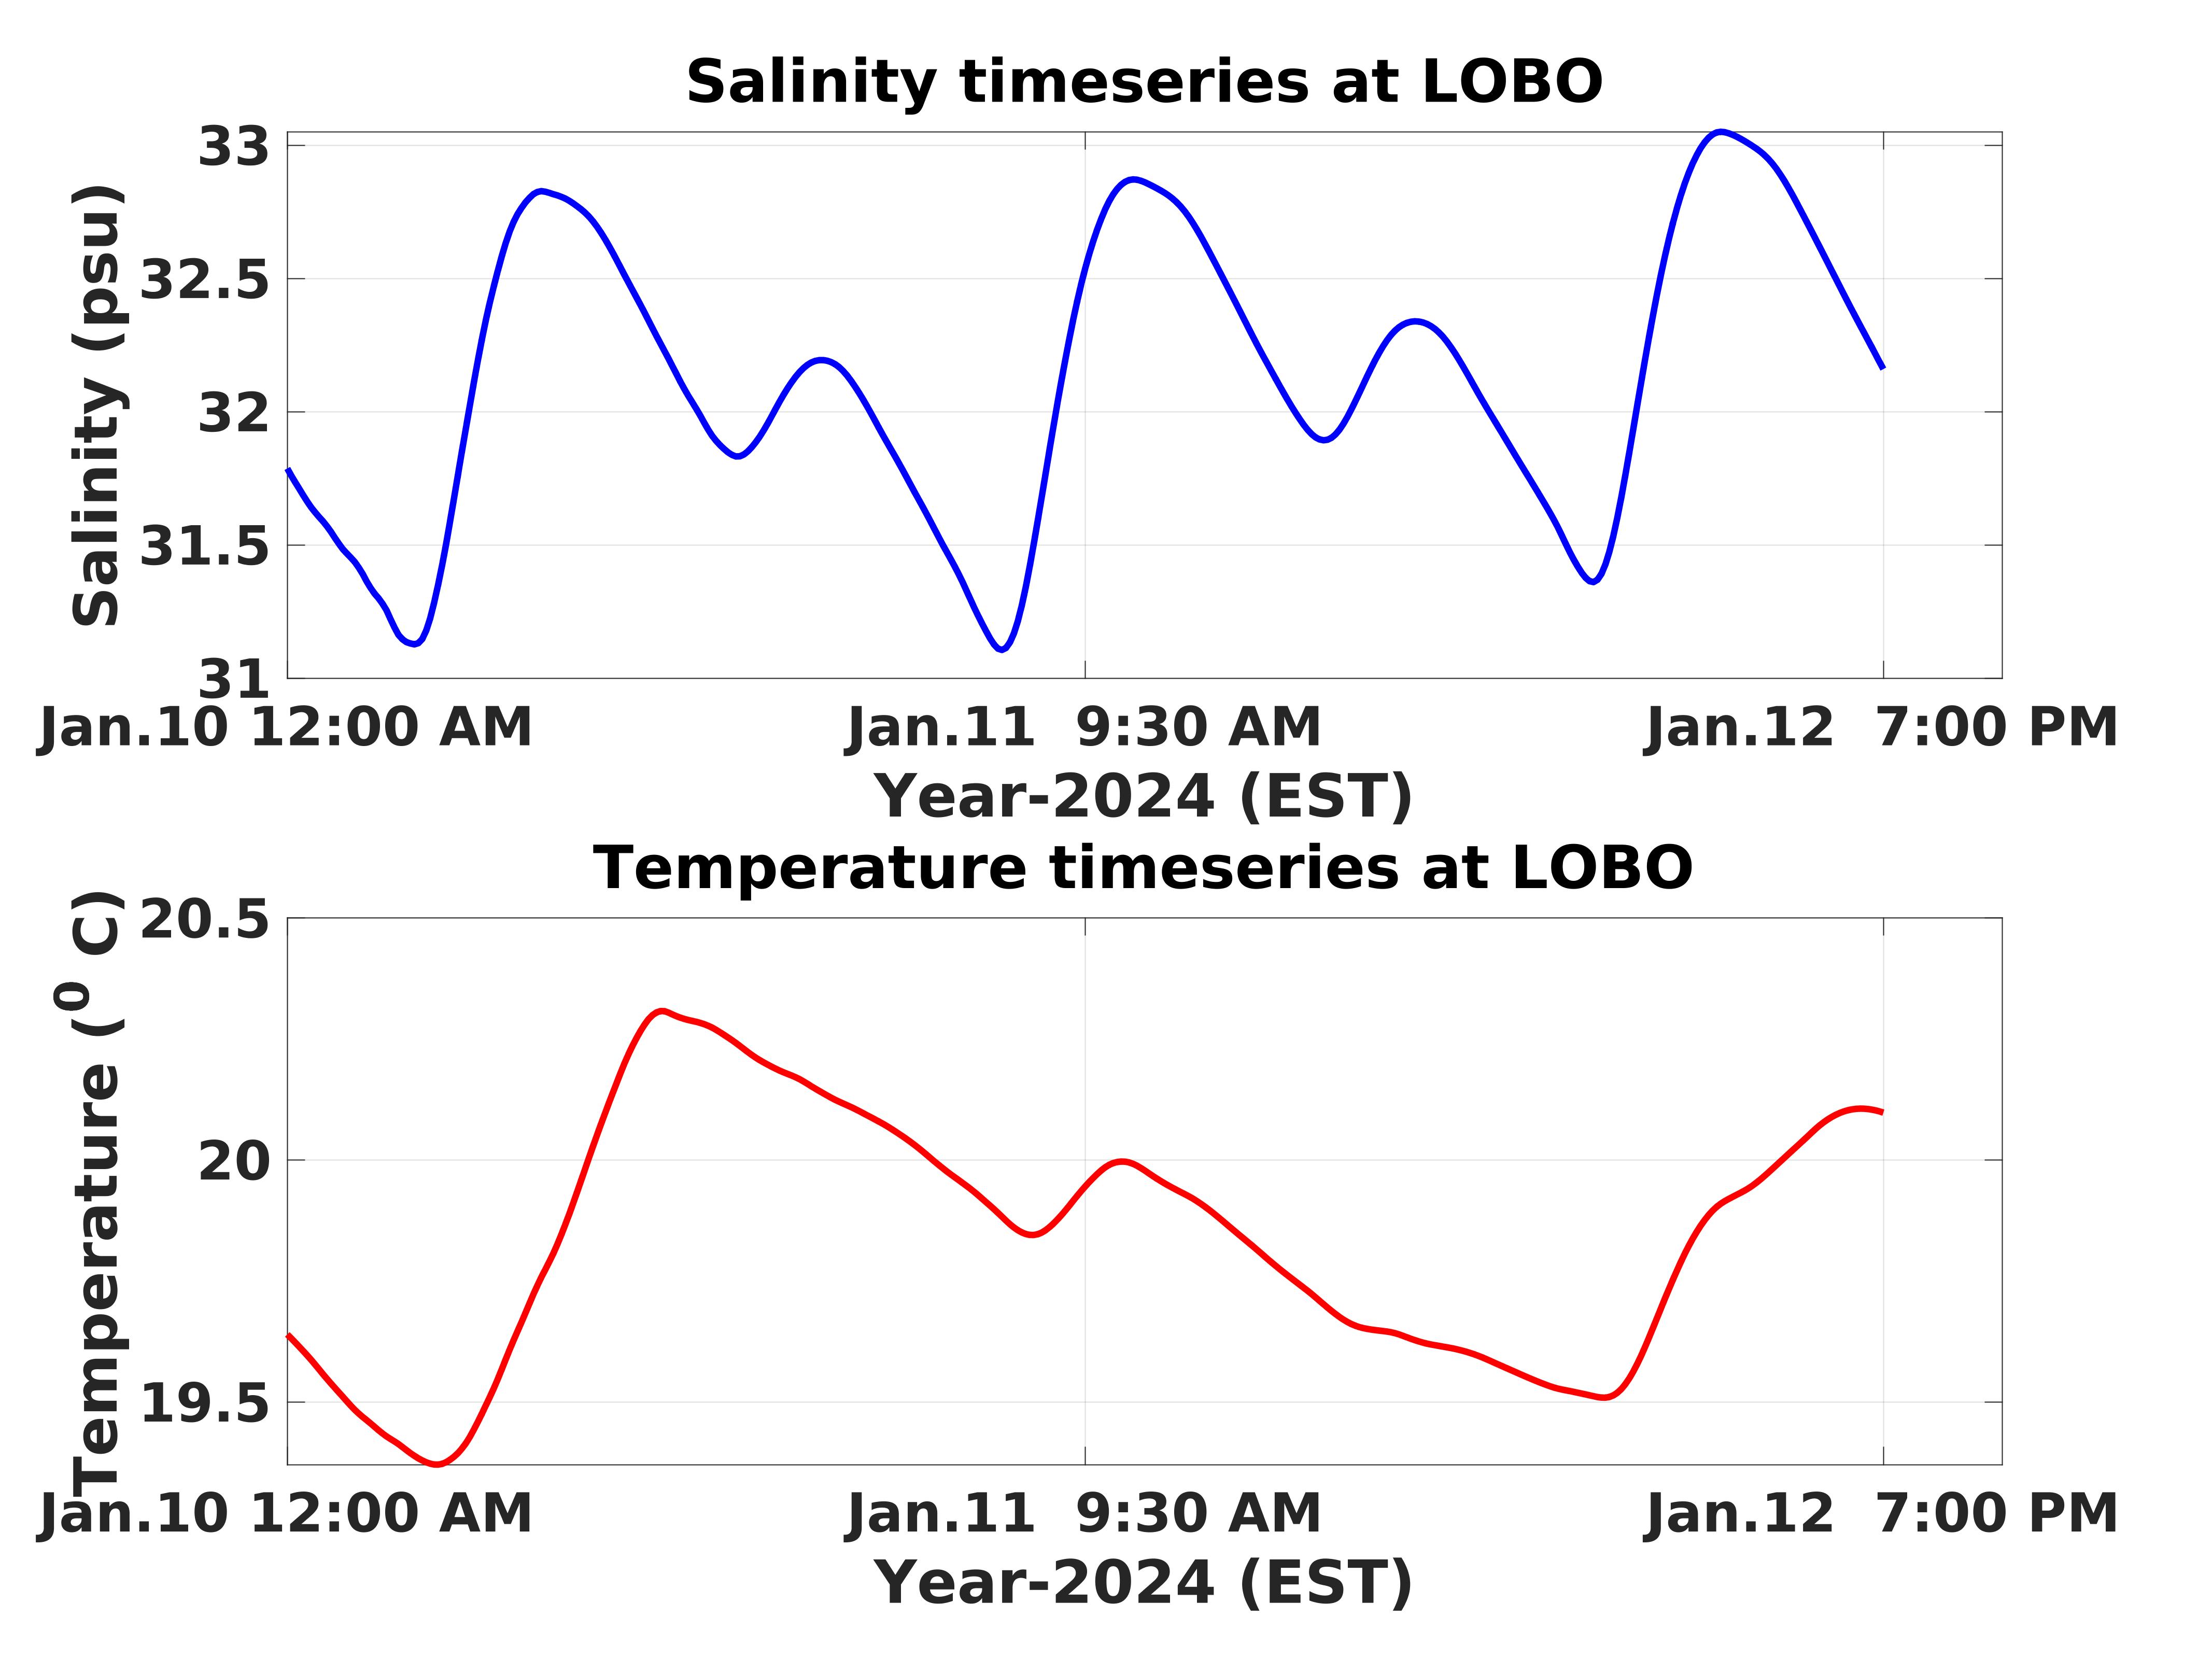 Salinity timeseries at LOBO
Salinity (psu)
33
32.5
32
31.5
31
Jan.10 12:00 AM Jan.11 9:30 AM Jan.12 7:00 PM
Year-2024 (EST)
Temperature timeseries at LOBO
Temperature (⁰ C)
20.5
20
19.5
Jan.10 12:00 AM Jan.11 9:30 AM Jan.12 7:00 PM
Year-2024 (EST)